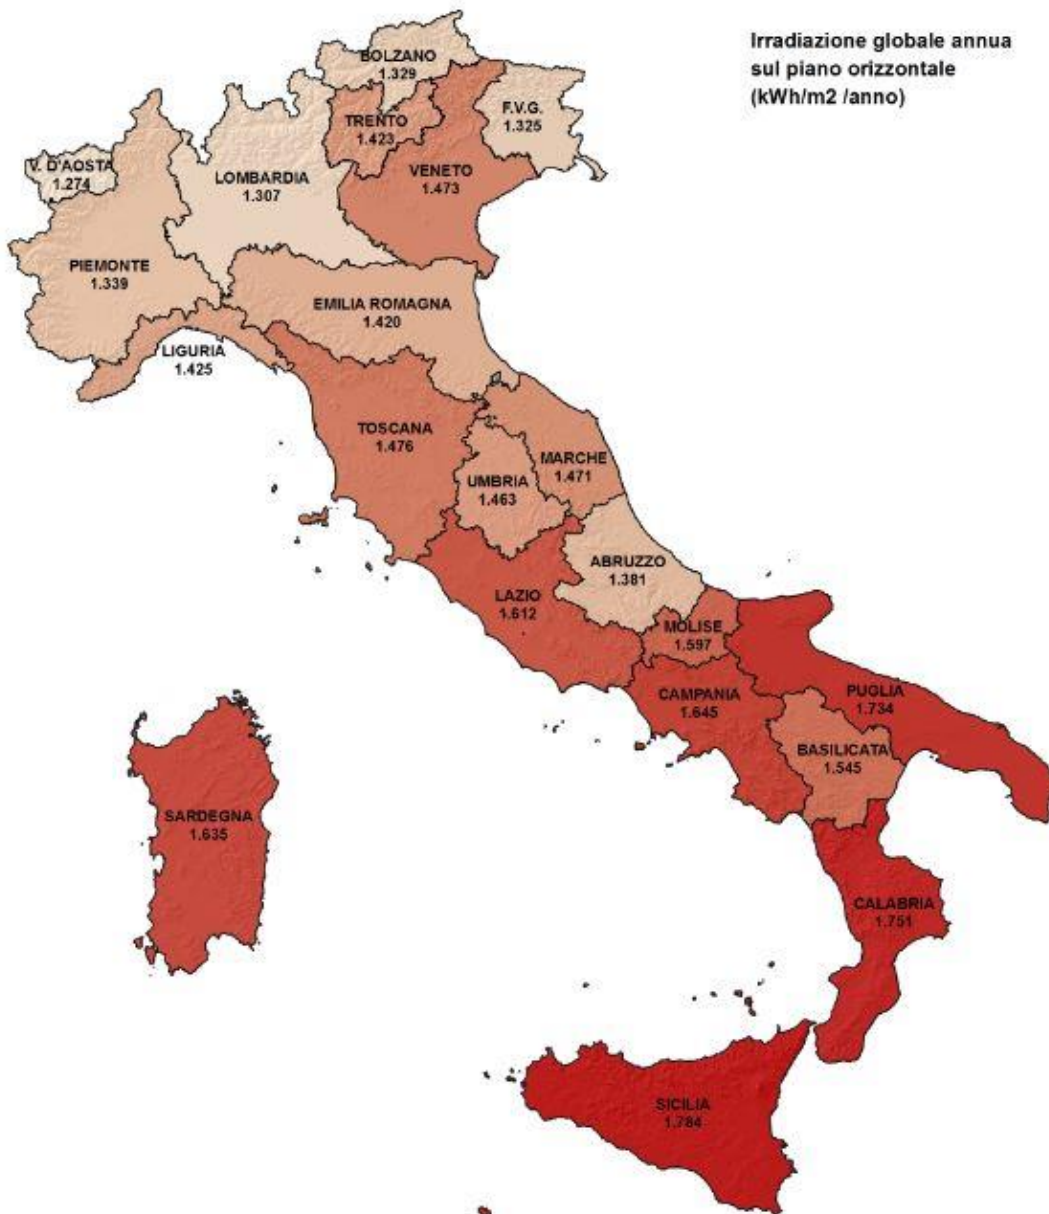 Irradiazione globale annua
sul piano orizzontale
(kWh/m2 /anno)
BOLZANO
1.329
TRENTO
1.423
F.V.G.
1.325
V. D'AOSTA
1.274
LOMBARDIA
1.307
VENETO
1.473
PIEMONTE
1.339
EMILIA ROMAGNA
1.420
LIGURIA
1.425
TOSCANA
1.476
MARCHE
1.471
UMBRIA
1.463
ABRUZZO
1.381
LAZIO
1.612
MOLISE
1.597
CAMPANIA
1.645
PUGLIA
1.734
BASILICATA
1.545
SARDEGNA
1.635
CALABRIA
1.751
SICILIA
1.784